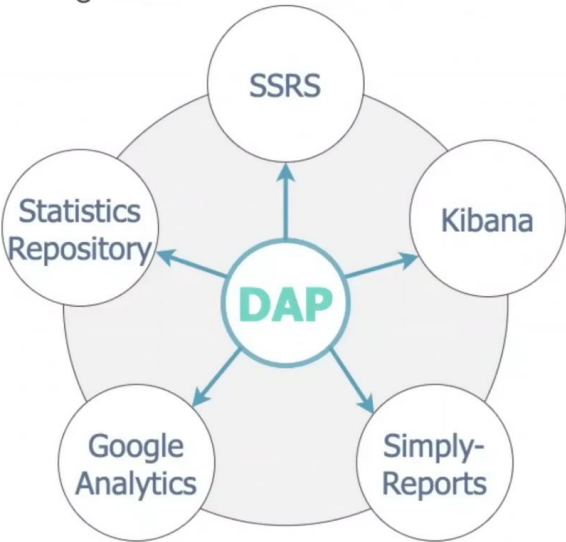 SSRS
Kibana
Simply-
Reports
Google
Analytics
Statistics
Repository
DAP